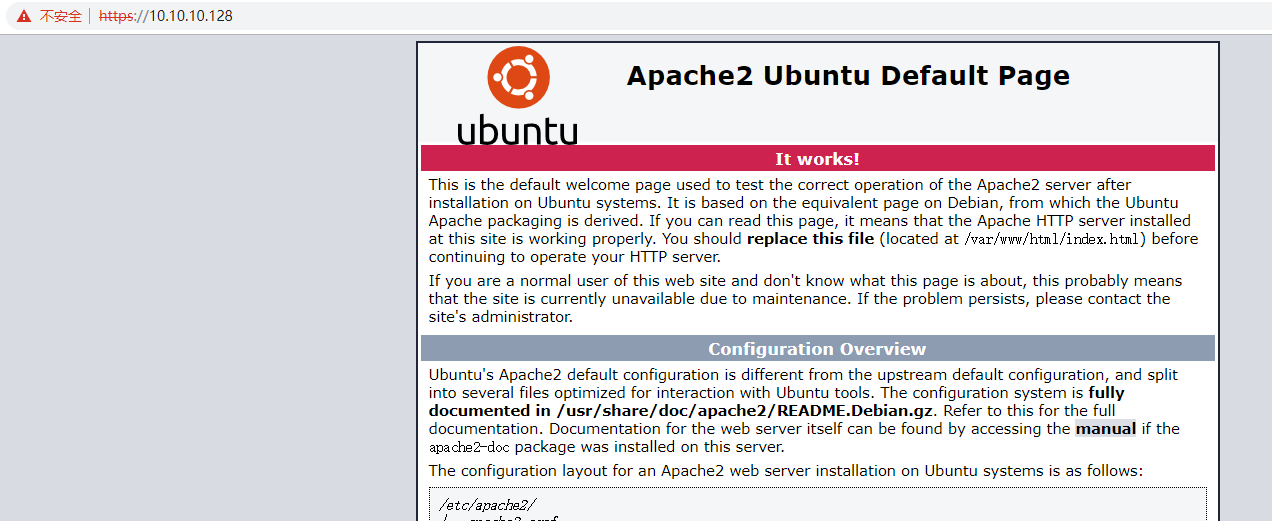 不安全 | https://10.10.10.128
Apache2 Ubuntu Default Page
ubuntu
It works!
This is the default welcome page used to test the correct operation of the Apache2 server after
installation on Ubuntu systems. It is based on the equivalent page on Debian, from which the Ubuntu
Apache packaging is derived. If you can read this page, it means that the Apache HTTP server installed
at this site is working properly. You should replace this file (located at /var/www/html/index.html) before
continuing to operate your HTTP server.
If you are a normal user of this web site and don't know what this page is about, this probably means
that the site is currently unavailable due to maintenance. If the problem persists, please contact the
site's administrator.
Configuration Overview
Ubuntu's Apache2 default configuration is different from the upstream default configuration, and split
into several files optimized for interaction with Ubuntu tools. The configuration system is fully
documented in /usr/share/doc/apache2/README.Debian.gz. Refer to this for the full
documentation. Documentation for the web server itself can be found by accessing the manual if the
apache2-doc package was installed on this server.
The configuration layout for an Apache2 web server installation on Ubuntu systems is as follows:
/etc/apache2/